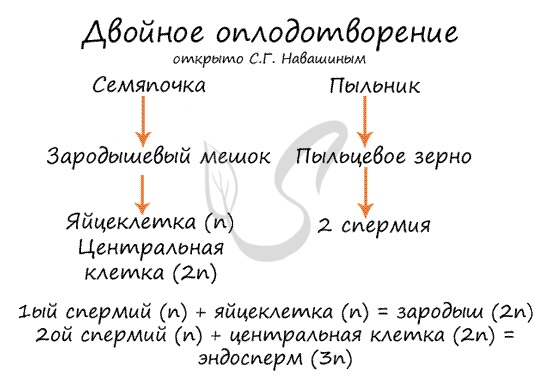 Двойное оплодотворение
открыто С.Г. Навашиным
Семяпочка
Пыльник
Зародышевый мешок
Пыльцевое зерно
Яйцеклетка (n)
Центральная
клетка (2n)
2 спермия
1ый спермий (n) + яйцеклетка (n) = зародыш (2n)
2ой спермий (n) + центральная клетка (2n) =
эндосперм (3n)